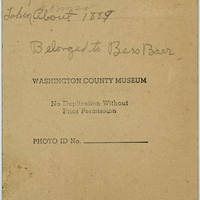 Taken About 1889
Belonged to Bess Baer
WASHINGTON COUNTY MUSEUM
No Duplication Without
Prior Permission
PHOTO ID No.